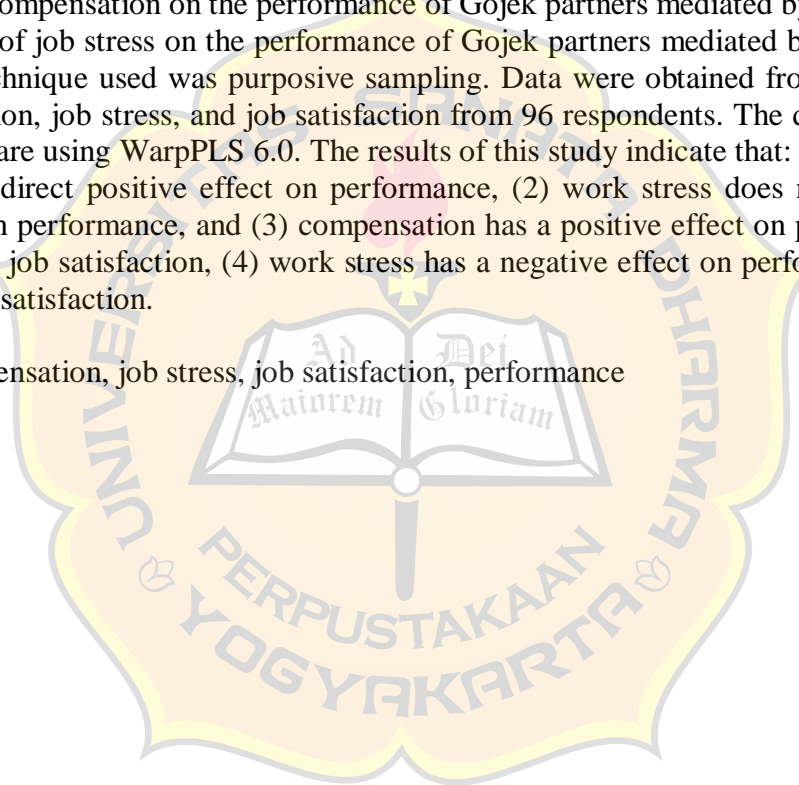 ompensation on the performance of Gojek partners mediated by
of job stress on the performance of Gojek partners mediated b
chnique used was purposive sampling. Data were obtained fro
on, job stress, and job satisfaction from 96 respondents. The
are using WarpPLS 6.0. The results of this study indicate that:
direct positive effect on performance, (2) work stress does
n performance, and (3) compensation has a positive effect on p
job satisfaction, (4) work stress has a negative effect on perfo
satisfaction.
ensation, job stress, job satisfaction, performance
UNIVERSITAS SANATA DHARMA
Ad Dei
Maiorem Gloriam
PERPUSTAKAAN
YOGYAKARTA